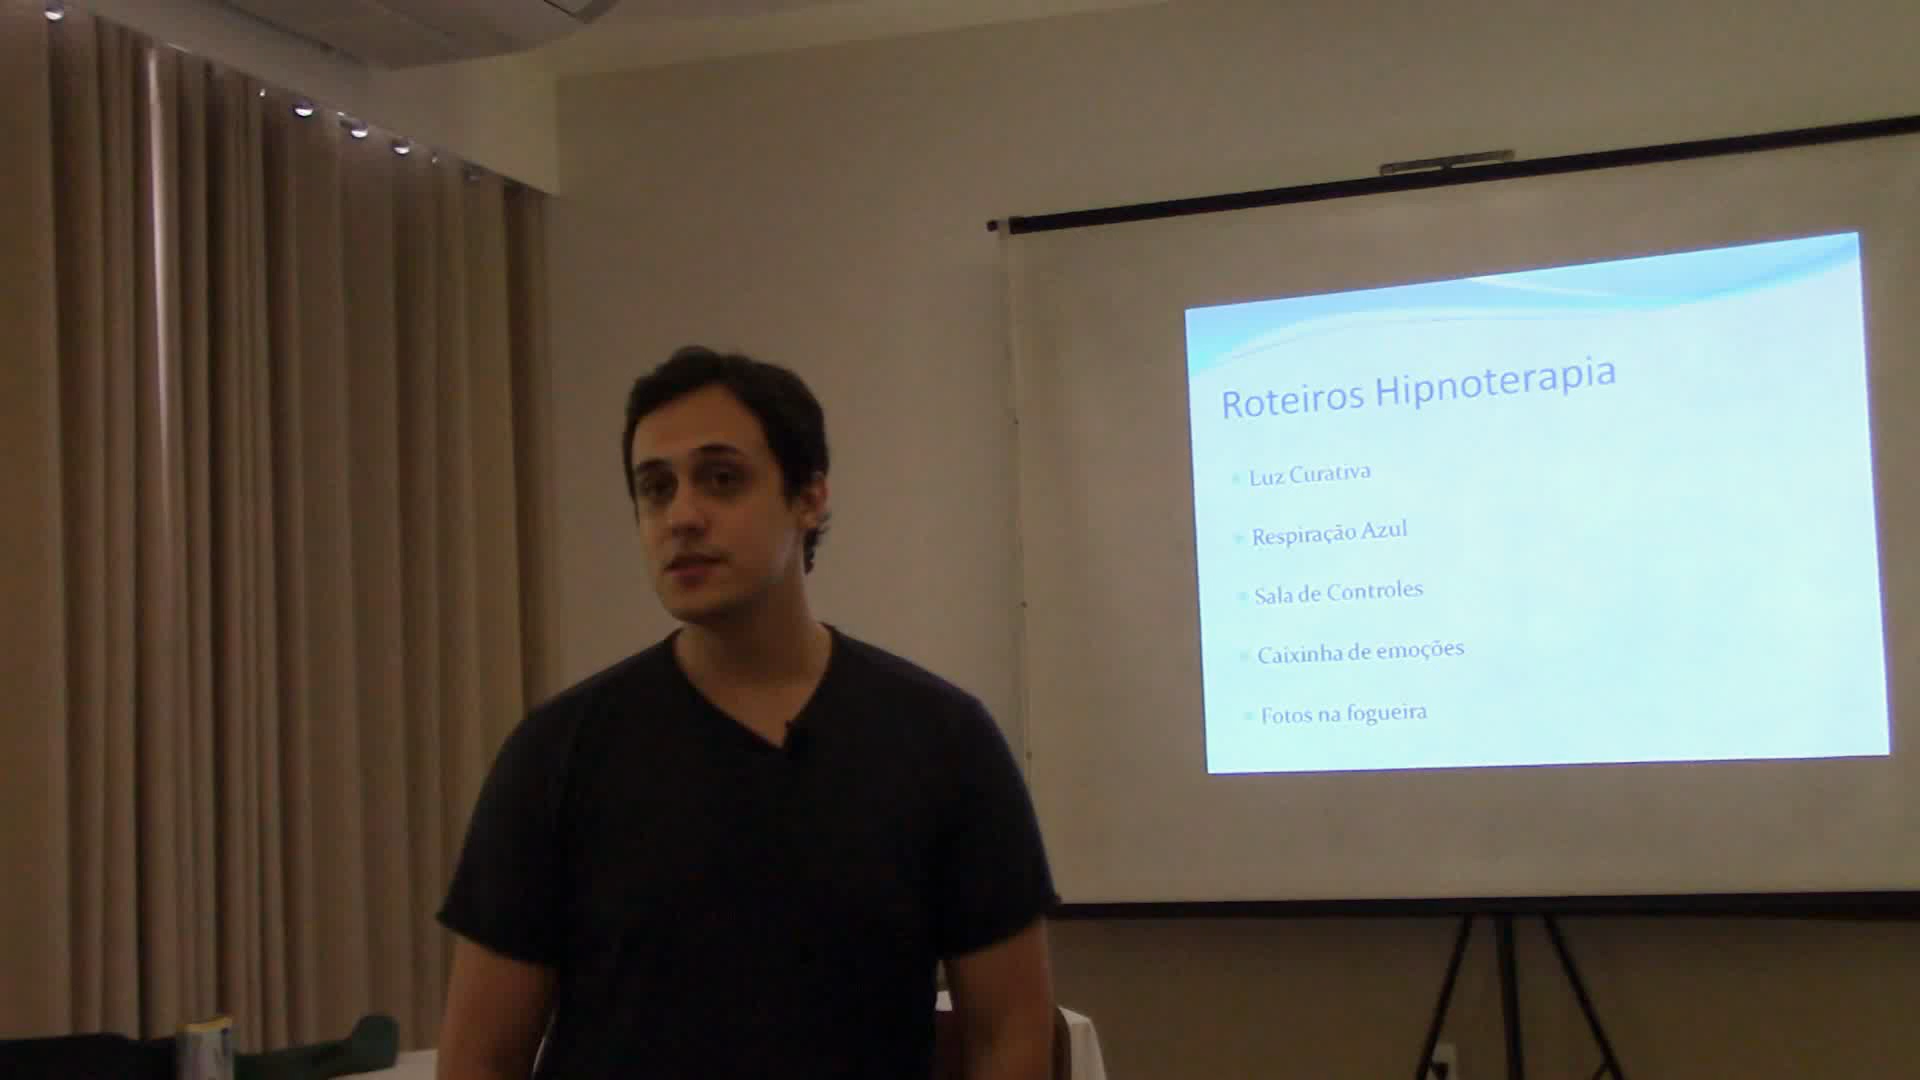 Roteiros Hipnoterapia
Luz Curativa
Respiração Azul
Sala de Controles
Caixinha de emoções
Fotos na fogueira